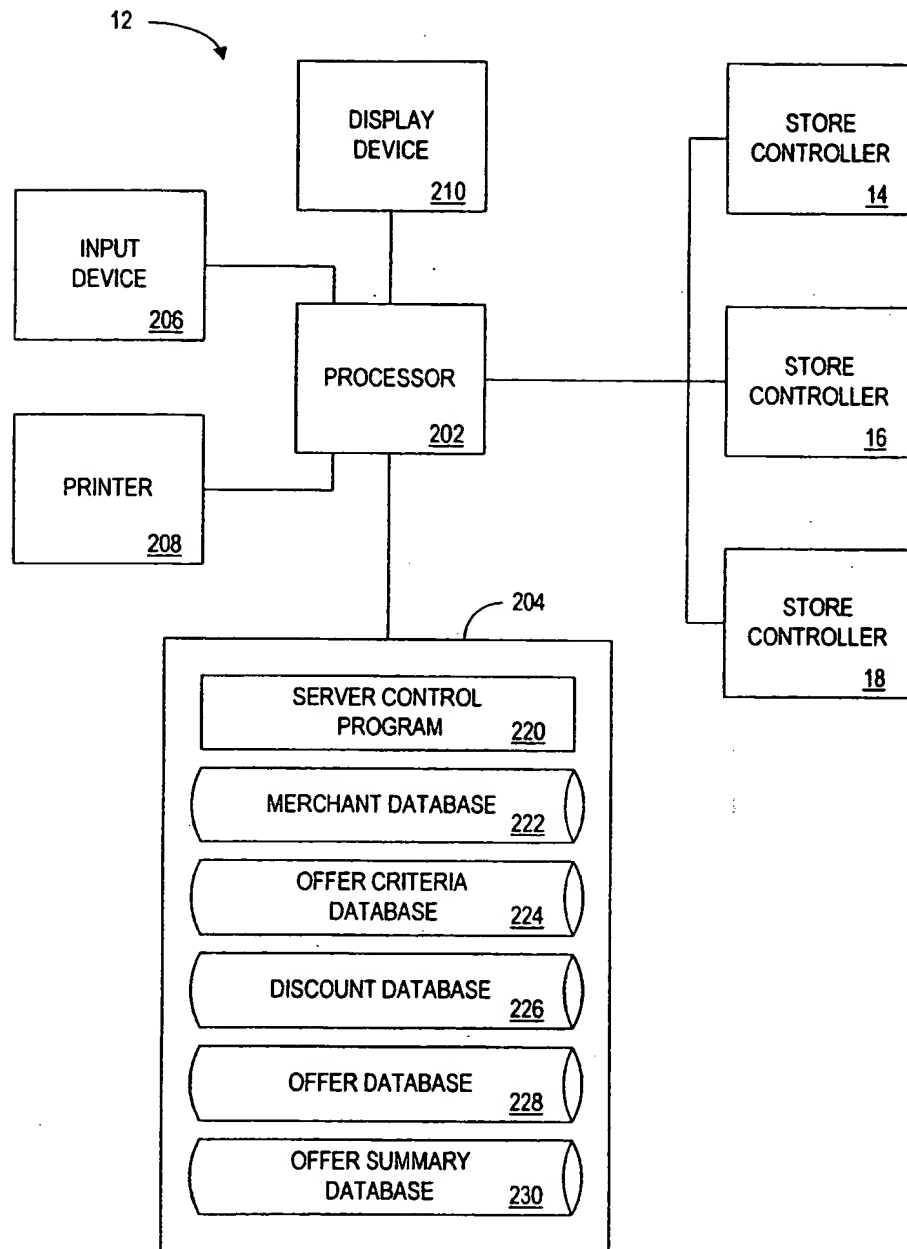 12
DISPLAY
DEVICE
210
STORE
CONTROLLER
14
INPUT
DEVICE
206
PROCESSOR
202
STORE
CONTROLLER
16
PRINTER
208
204
STORE
CONTROLLER
18
SERVER CONTROL
PROGRAM
220
MERCHANT DATABASE
222
OFFER CRITERIA
DATABASE
224
DISCOUNT DATABASE
226
OFFER DATABASE
228
OFFER SUMMARY
DATABASE
230